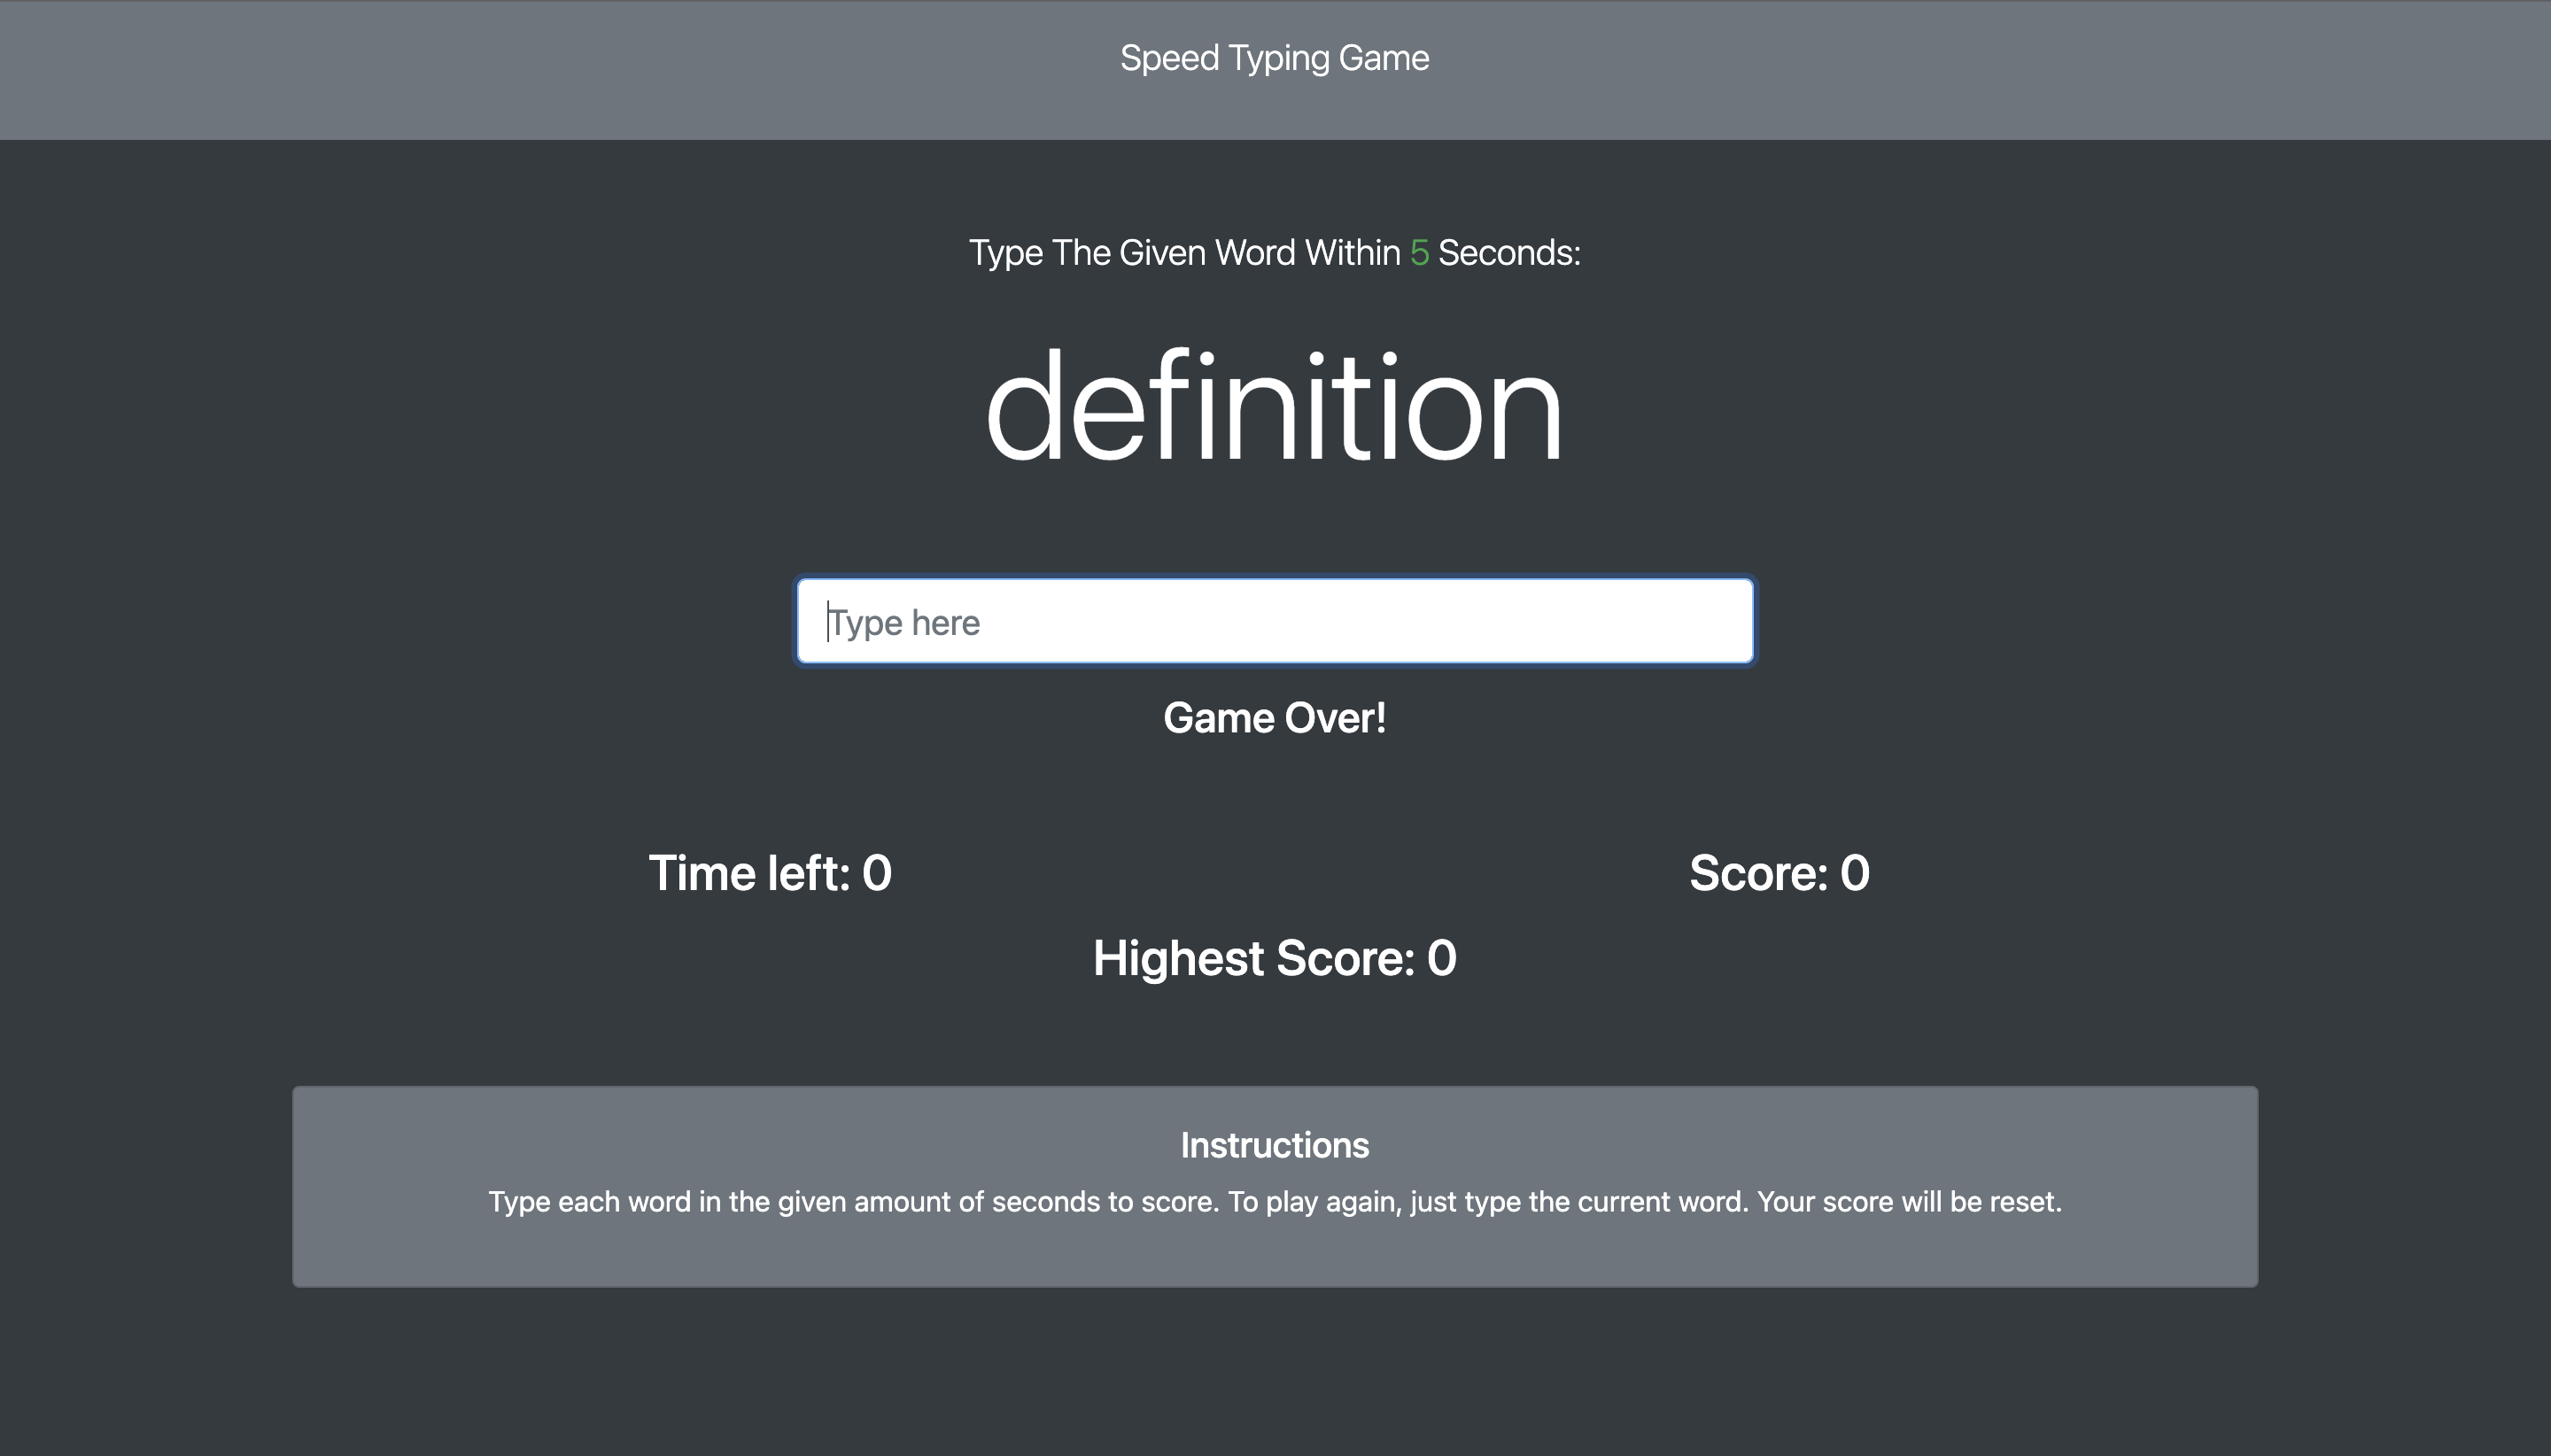 Speed Typing Game
Type The Given Word Within 5 Seconds:
definition
Type here
Game Over!
Time left: 0
Score: 0
Highest Score: 0
Instructions
Type each word in the given amount of seconds to score. To play again, just type the current word. Your score will be reset.